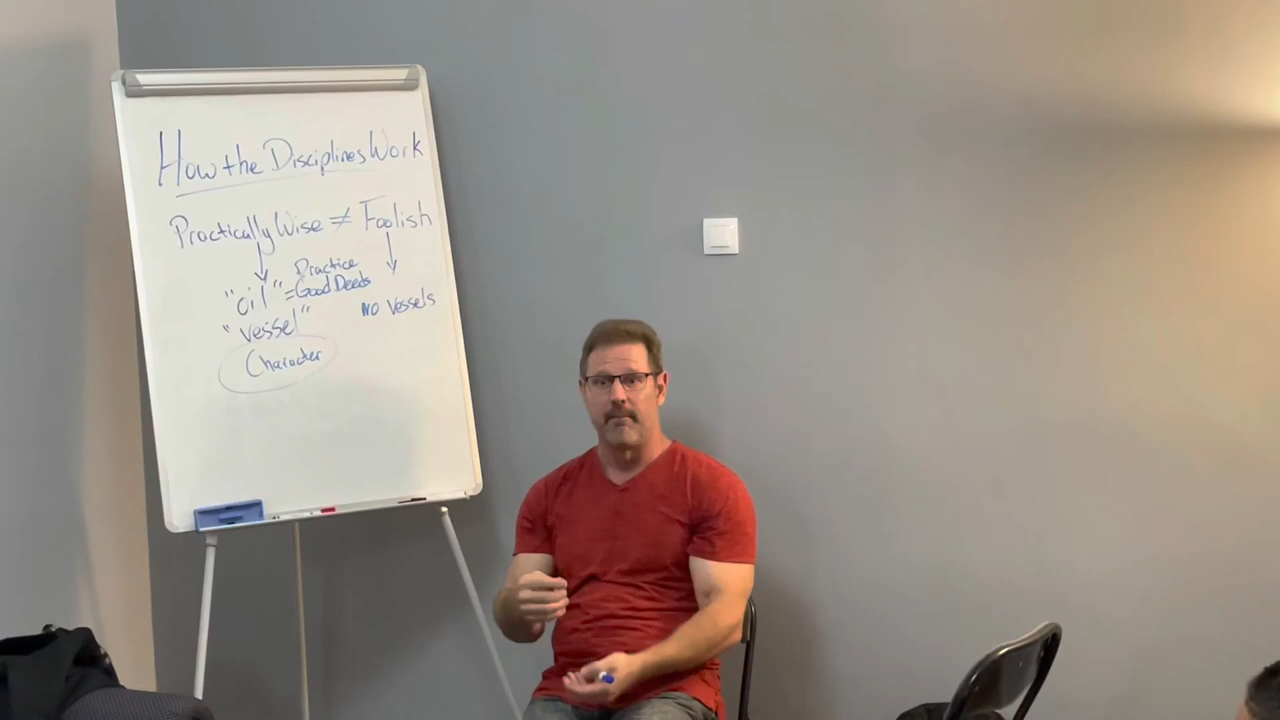 How the Disciplines Work
Practically Wise ≠ Foolish
Practice
"oil" = Good Deeds
"vessel"
NO Vessels
Character